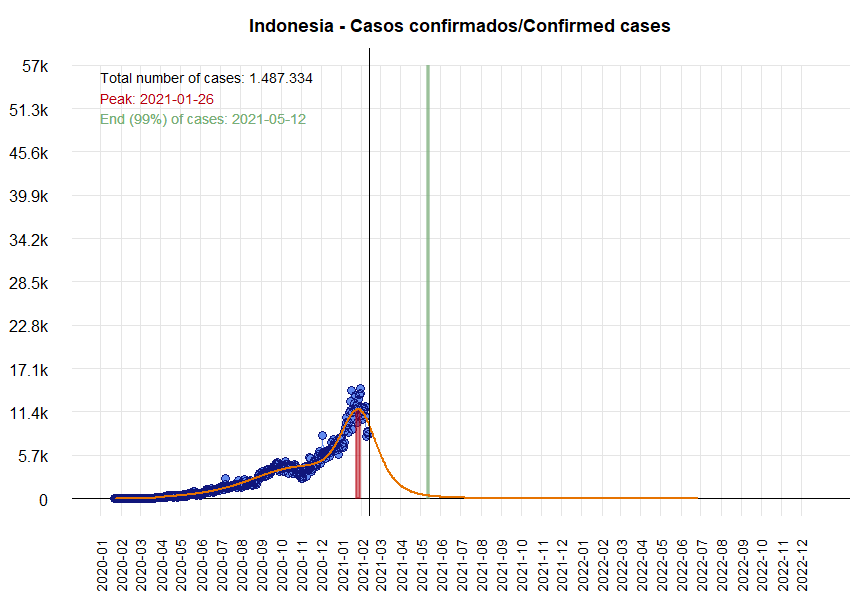 Indonesia - Casos confirmados/Confirmed cases
57k
51.3k
45.6k
39.9k
34.2k
28.5k
22.8k
17.1k
11.4k
5.7k
0
Total number of cases: 1.487.334
Peak: 2021-01-26
End (99%) of cases: 2021-05-12
2020-01
2020-02
2020-03
2020-04
2020-05
2020-06
2020-07
2020-08
2020-09
2020-10
2020-11
2020-12
2021-01
2021-02
2021-03
2021-04
2021-05
2021-06
2021-07
2021-08
2021-09
2021-10
2021-11
2021-12
2022-01
2022-02
2022-03
2022-04
2022-05
2022-06
2022-07
2022-08
2022-09
2022-10
2022-11
2022-12